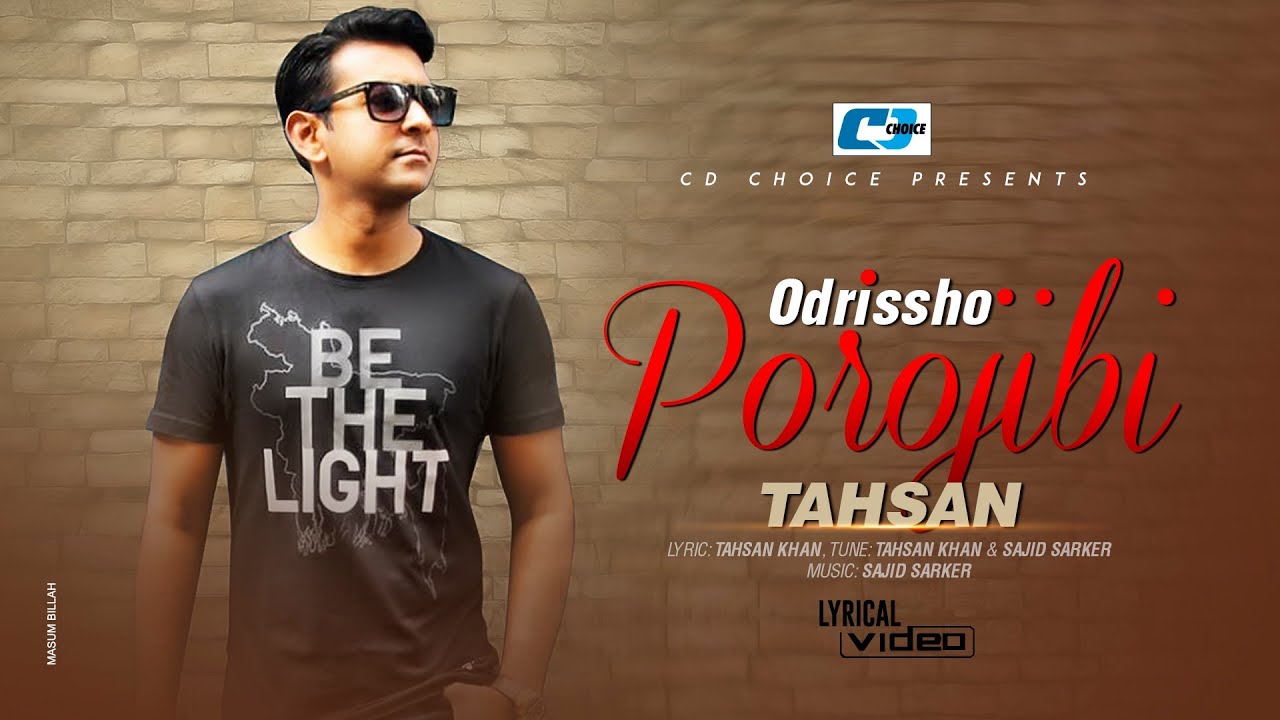 CD CHOICE
CD CHOICE PRESENTS
Odrissho
Porojibi
TAHSAN
LYRIC: TAHSAN KHAN, TUNE: TAHSAN KHAN & SAJID SARKER
MUSIC: SAJID SARKER
LYRICAL
video
BE
THE
LIGHT
MASUM BILLAH